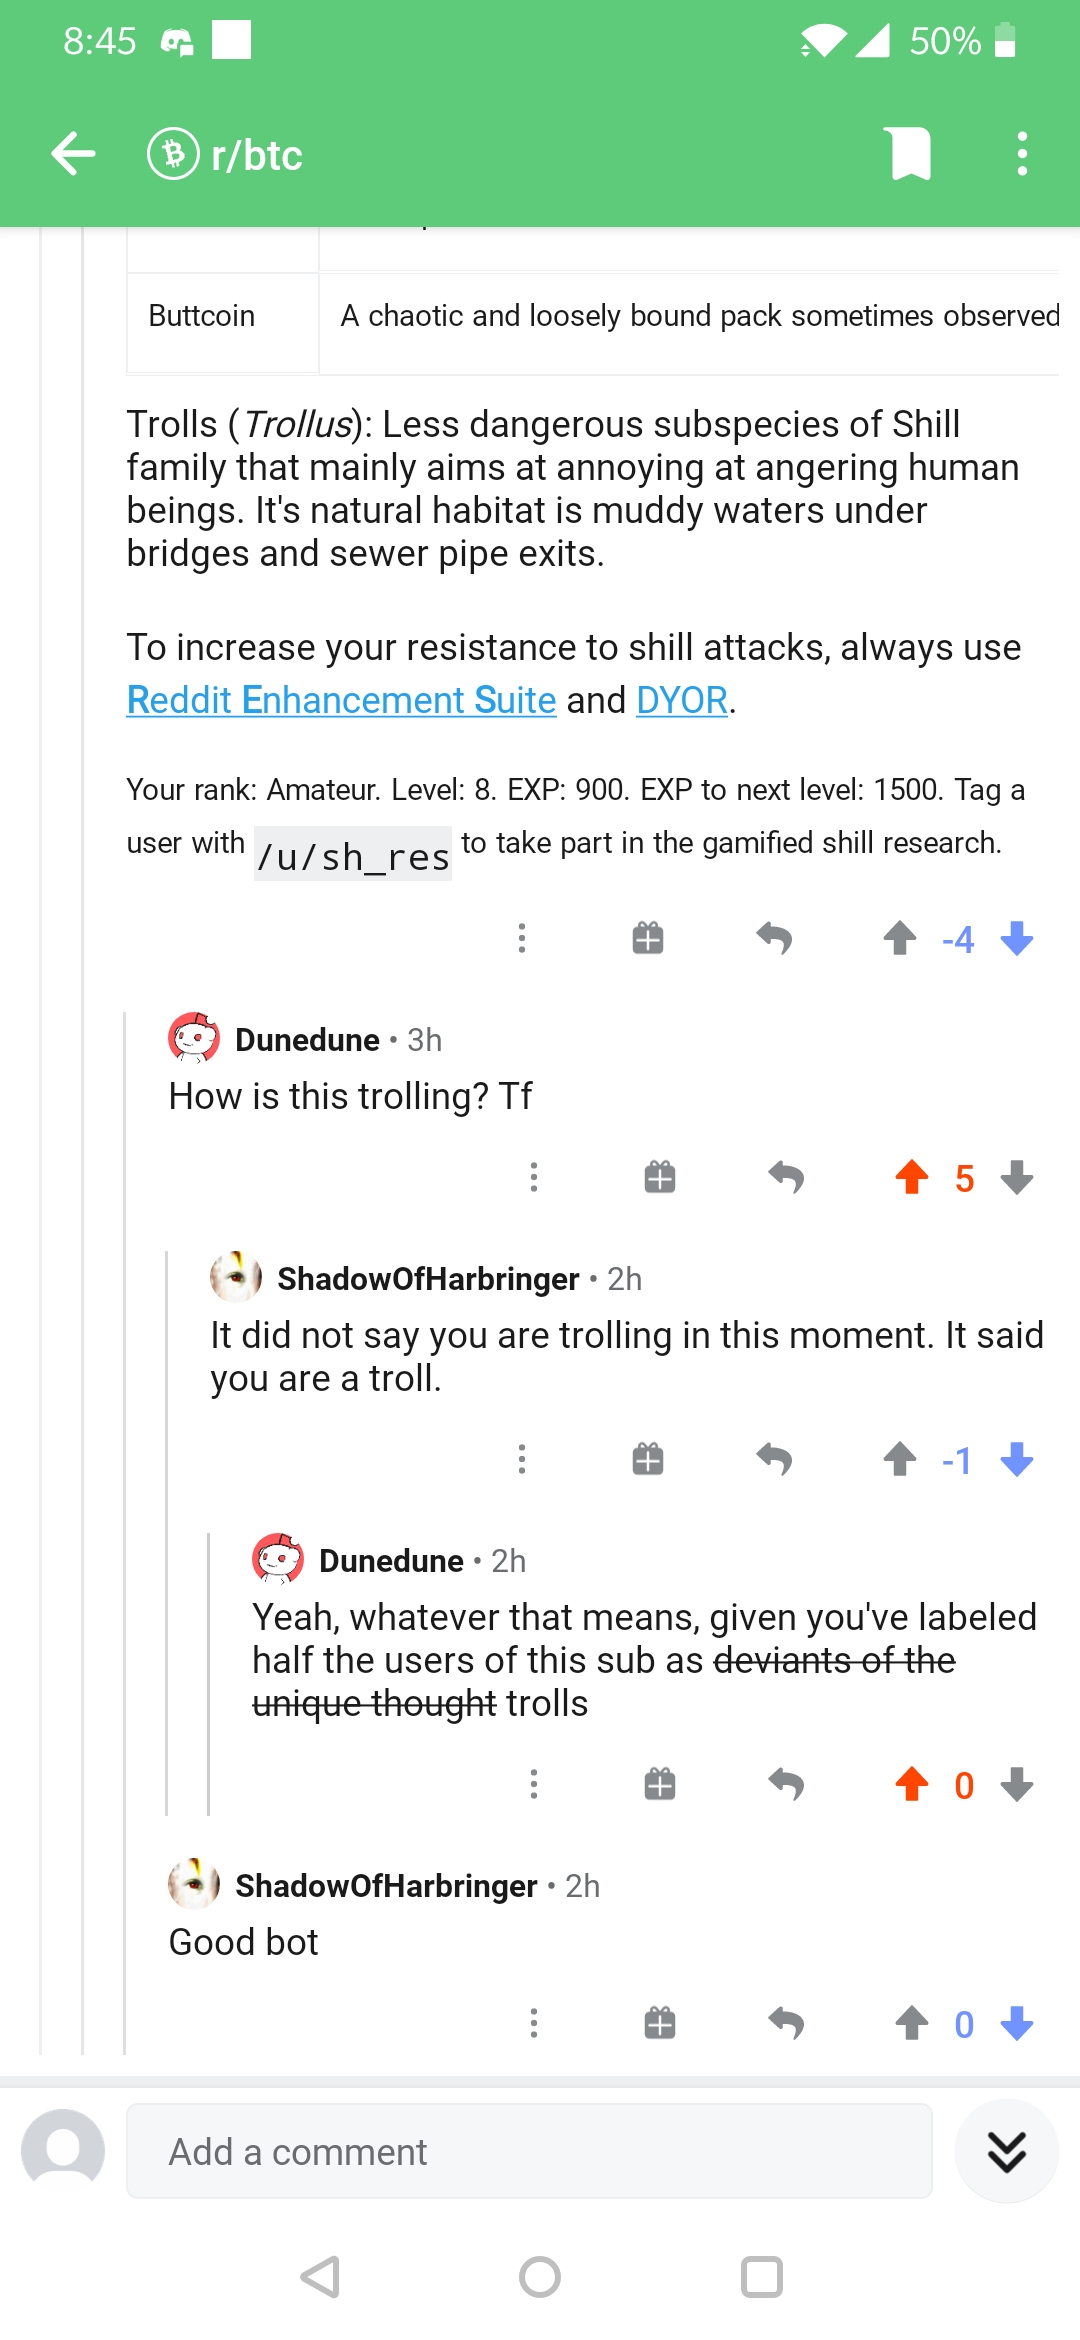 8:45
50%
r/btc
Buttcoin
A chaotic and loosely bound pack sometimes observed
Trolls (Trollus): Less dangerous subspecies of Shill
family that mainly aims at annoying at angering human
beings. It's natural habitat is muddy waters under
bridges and sewer pipe exits.
To increase your resistance to shill attacks, always use
Reddit Enhancement Suite and DYOR.
Your rank: Amateur. Level: 8. EXP: 900. EXP to next level: 1500. Tag a
user with /u/sh_res to take part in the gamified shill research.
-4
Dunedune • 3h
How is this trolling? Tf
5
ShadowOfHarbringer • 2h
It did not say you are trolling in this moment. It said
you are a troll.
-1
Dunedune • 2h
Yeah, whatever that means, given you've labeled
half the users of this sub as deviants of the
unique thought trolls
0
ShadowOfHarbringer • 2h
Good bot
0
Add a comment